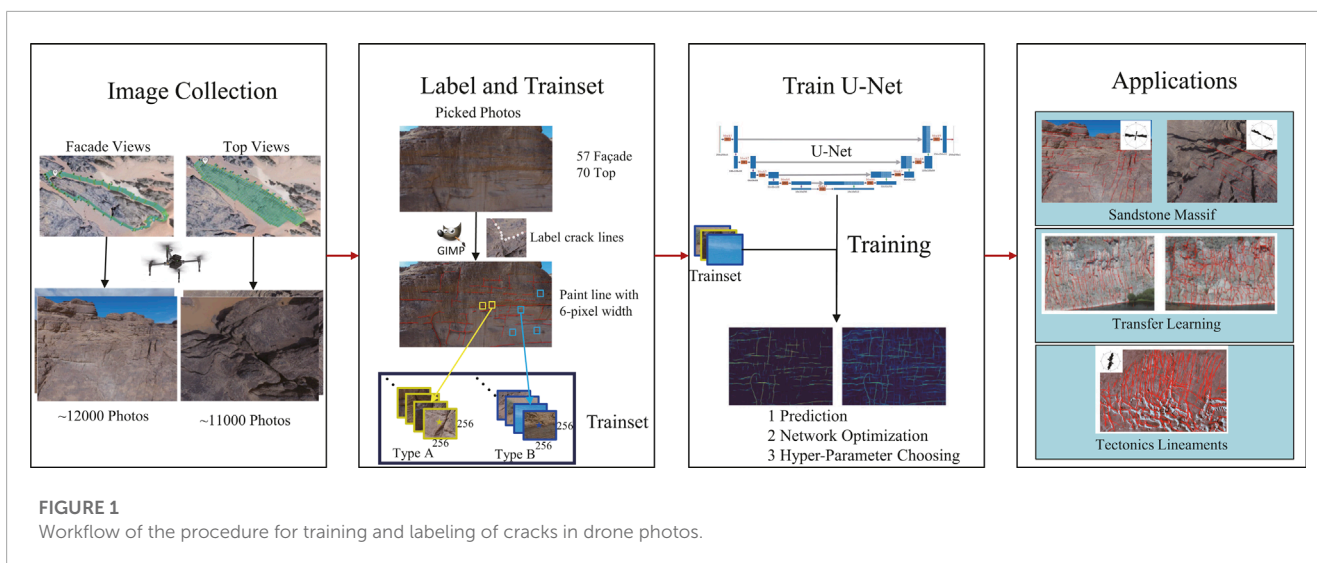 Image Collection
Facade Views
Top Views
~12000 Photos
~11000 Photos
Label and Trainset
Picked Photos
57 Façade
70 Top
GIMP
Label crack lines
Paint line with
6-pixel width
Trainset
256
256
Type A
256
256
Type B
Train U-Net
U-Net
Trainset
Training
1 Prediction
2 Network Optimization
3 Hyper-Parameter Choosing
Applications
Sandstone Massif
Transfer Learning
Tectonics Lineaments
FIGURE 1
Workflow of the procedure for training and labeling of cracks in drone photos.